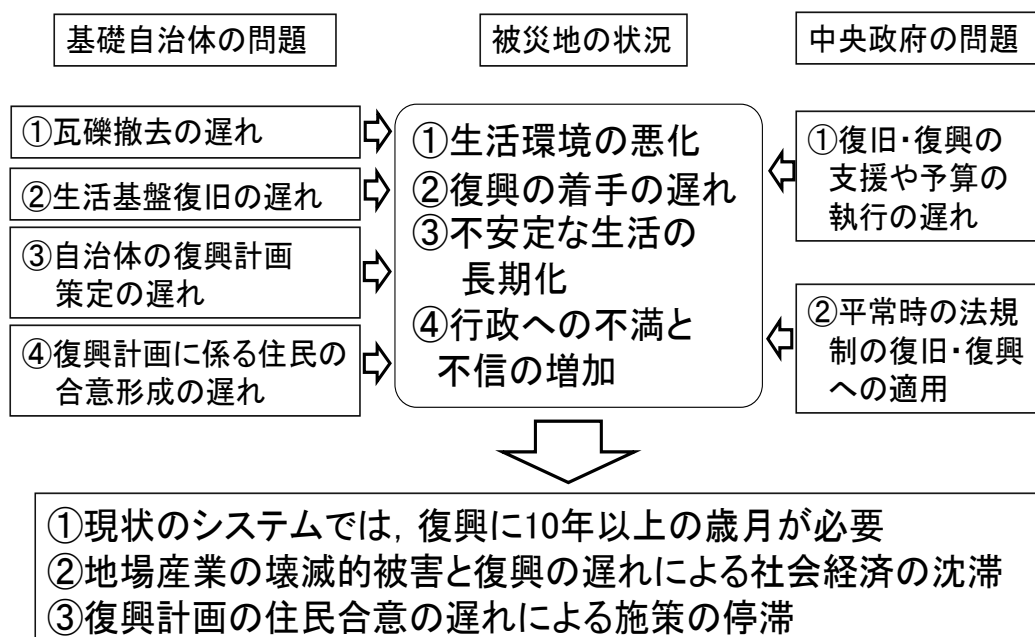 基礎自治体の問題
被災地の状況
中央政府の問題
①瓦礫撤去の遅れ
②生活基盤復旧の遅れ
③自治体の復興計画
策定の遅れ
④復興計画に係る住民の
合意形成の遅れ
①生活環境の悪化
②復興の着手の遅れ
③不安定な生活の
長期化
④行政への不満と
不信の増加
①復旧・復興の
支援や予算の
執行の遅れ
②平常時の法規
制の復旧・復興
への適用
①現状のシステムでは，復興に10年以上の歳月が必要
②地場産業の壊滅的被害と復興の遅れによる社会経済の沈滞
③復興計画の住民合意の遅れによる施策の停滞